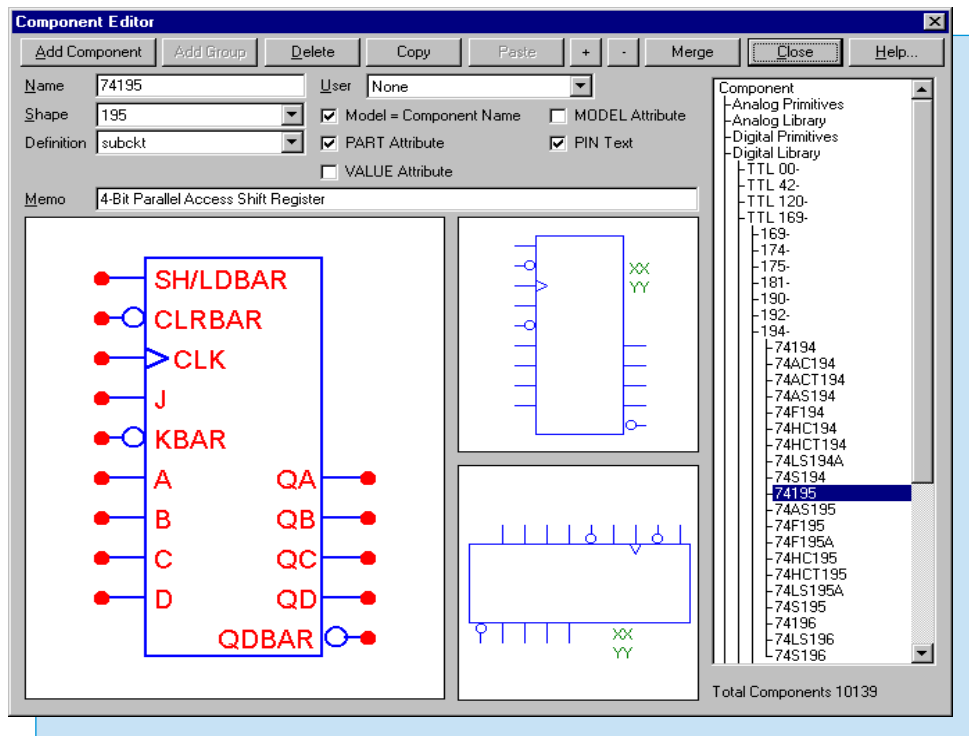 Component Editor
Add Component Add Group Delete Copy Paste + - Merge Close Help...
Name 74195 User None
Shape 195 Model = Component Name MODEL Attribute
Definition subckt PART Attribute PIN Text
VALUE Attribute
Memo 4-Bit Parallel Access Shift Register
SH/LDBAR
CLRBAR
CLK
J
KBAR
A QA
B QB
C QC
D QD
QDBAR
XX
YY
XX
YY
Component
Analog Primitives
Analog Library
Digital Primitives
Digital Library
TTL 00-
TTL 42-
TTL 120-
TTL 169-
169-
174-
175-
181-
190-
192-
194-
74194
74AC194
74ACT194
74AS194
74F194
74HC194
74HCT194
74LS194A
74S194
74195
74AS195
74F195
74F195A
74HC195
74HCT195
74LS195A
74S195
74196
74LS196
74S196
Total Components 10139